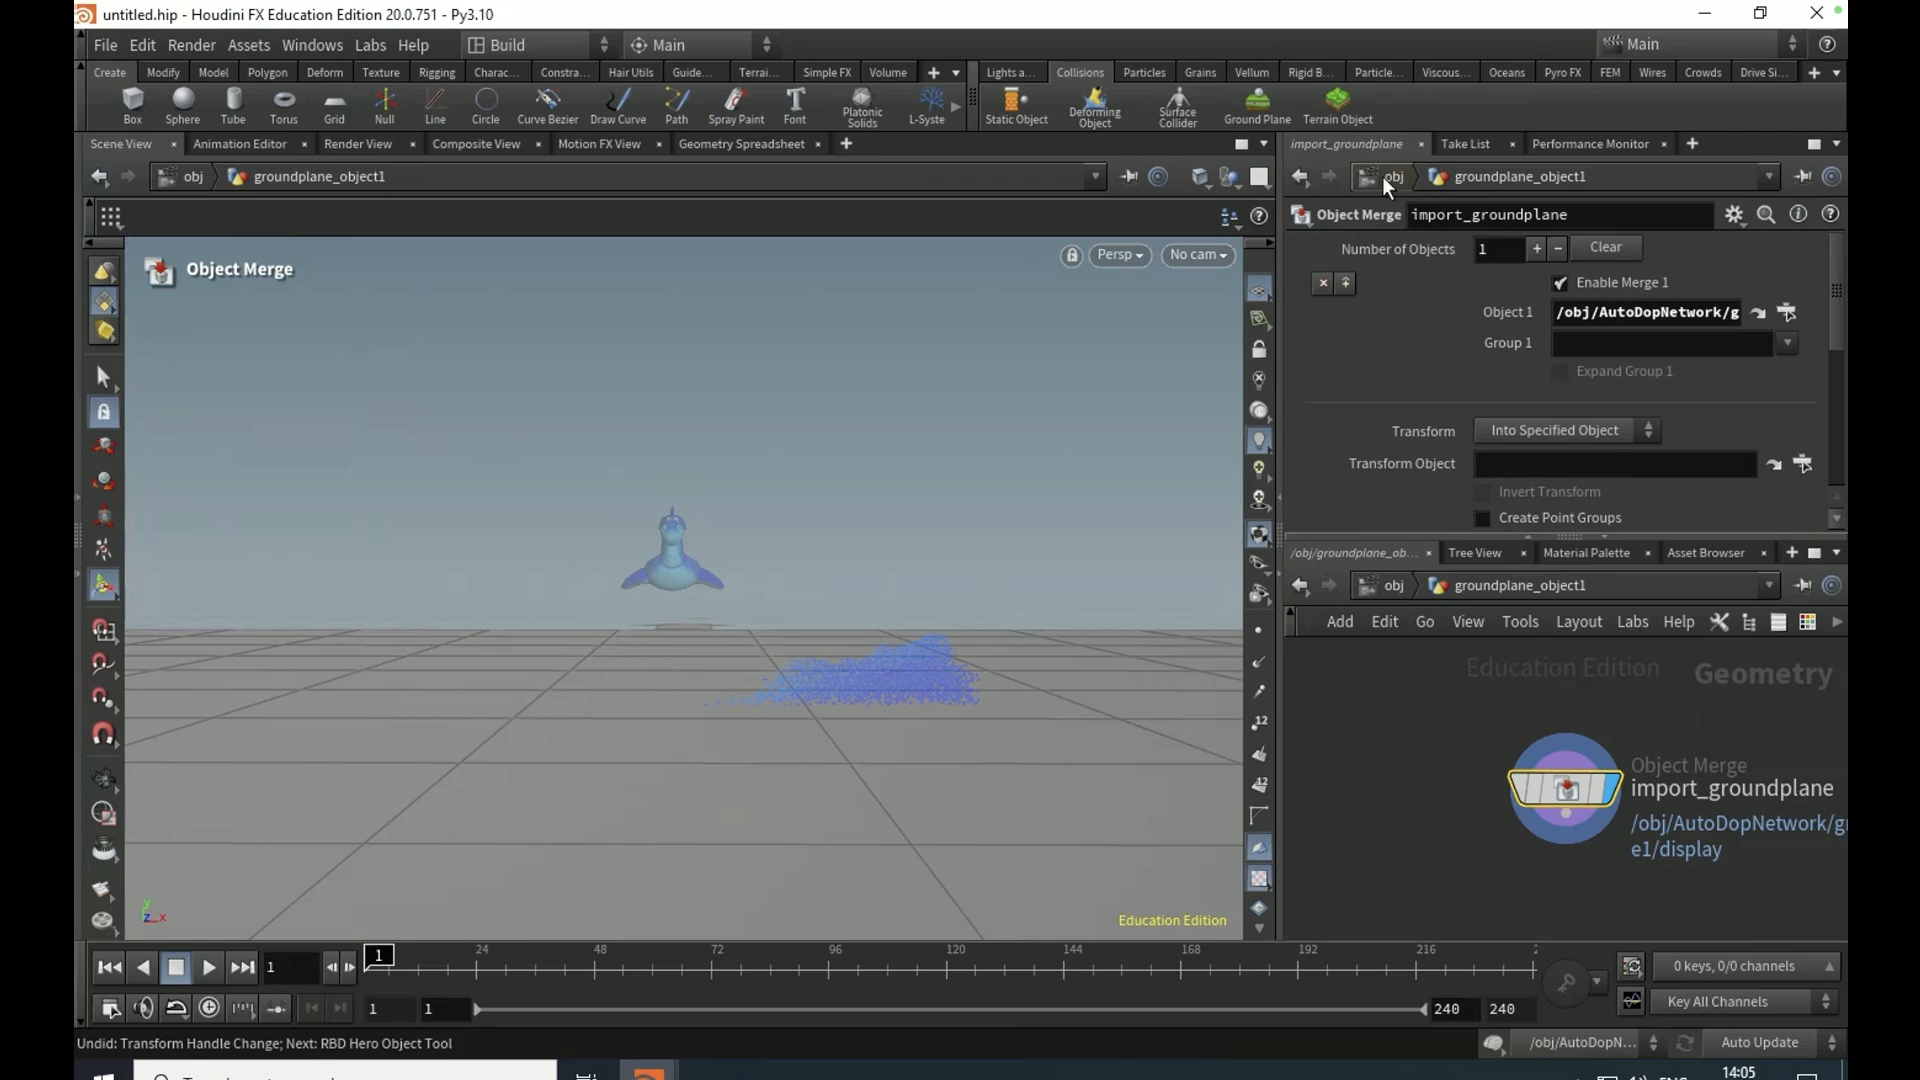 untitled.hip - Houdini FX Education Edition 20.0.751 - Py3.10
File Edit Render Assets Windows Labs Help Build Main Main
Create Modify Model Polygon Deform Texture Rigging Charac... Constra... Hair Utils Guide... Terrai... Simple FX Volume Lights a... Collisions Particles Grains Vellum Rigid B... Particle... Viscous... Oceans Pyro FX FEM Wires Crowds Drive Si...
Box Sphere Tube Torus Grid Null Line Circle Curve Bezier Draw Curve Path Spray Paint Font Platonic Solids L-Syste Static Object Deforming Object Surface Collider Ground Plane Terrain Object
Scene View Animation Editor Render View Composite View Motion FX View Geometry Spreadsheet import_groundplane Take List Performance Monitor
obj groundplane_object1 obj groundplane_object1
Object Merge import_groundplane
Number of Objects 1 Clear
Object Merge Persp No cam
Enable Merge 1
Object 1 /obj/AutoDopNetwork/g
Group 1
Expand Group 1
Transform Into Specified Object
Transform Object
Invert Transform
Create Point Groups
/obj/groundplane_ob... Tree View Material Palette Asset Browser
obj groundplane_object1
Add Edit Go View Tools Layout Labs Help
Education Edition Geometry
12
12
Object Merge
import_groundplane
/obj/AutoDopNetwork/gr
e1/display
y
z x
Education Edition
1 1 24 48 72 96 120 144 168 192 216 2
0 keys, 0/0 channels
1 1 240 240 Key All Channels
Undid: Transform Handle Change; Next: RBD Hero Object Tool /obj/AutoDopN... Auto Update
14:05